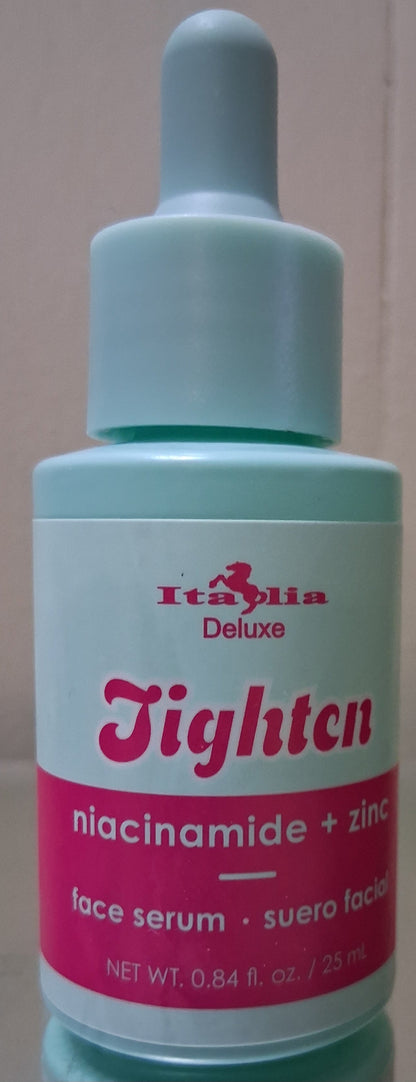 Italia
Deluxe
Tighten
niacinamide + zinc
face serum · suero facial
NET WT. 0.84 fl. oz. / 25 mL